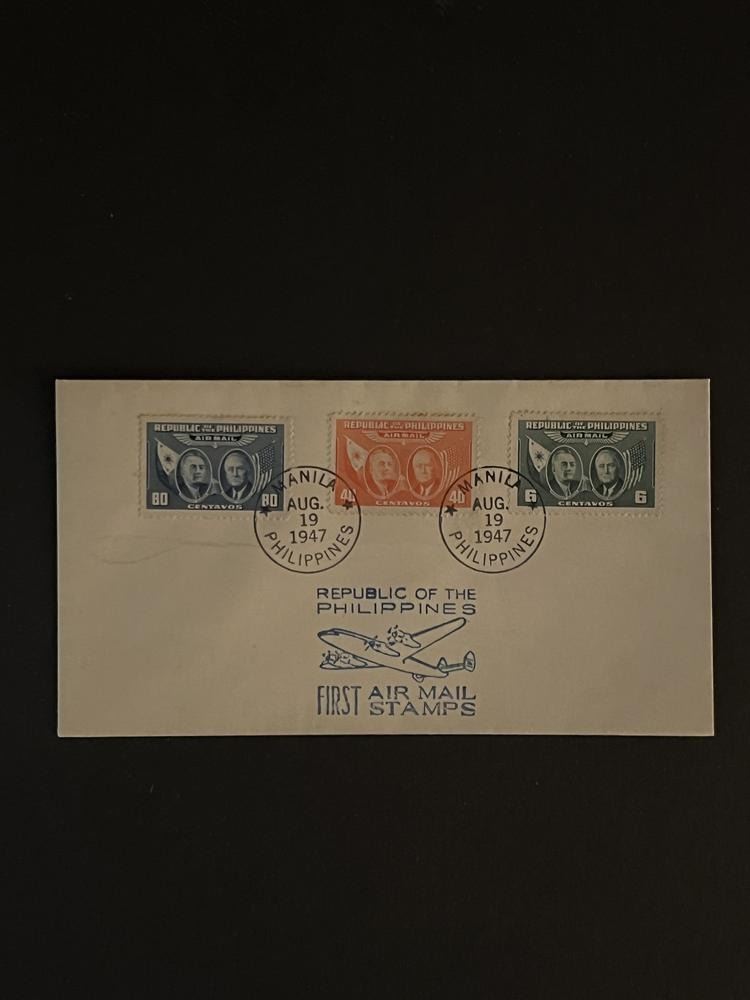 REPUBLIC OF THE PHILIPPINES
AIR MAIL
80 80
CENTAVOS
REPUBLIC OF THE PHILIPPINES
AIR MAIL
40 40
CENTAVOS
REPUBLIC OF THE PHILIPPINES
AIR MAIL
6 6
CENTAVOS
MANILA
AUG.
19
1947
PHILIPPINES
MANILA
AUG.
19
1947
PHILIPPINES
REPUBLIC OF THE
PHILIPPINES
FIRST AIR MAIL
STAMPS